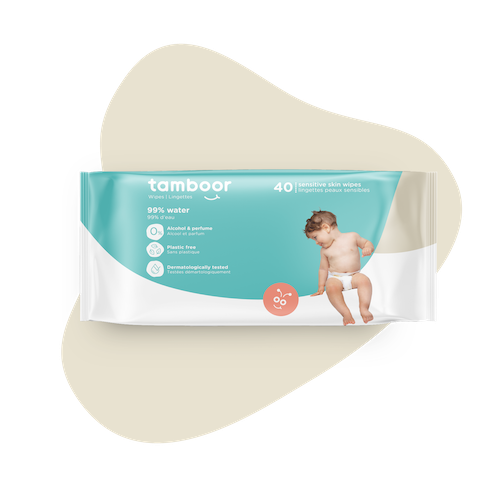 tamboor
Wipes | Lingettes
40 | sensitive skin wipes
lingettes peaux sensibles
99% water
99% d'eau
0%
Alcohol & perfume
Alcool et parfum
Plastic free
Sans plastique
Dermatologically tested
Testées dermatologiquement